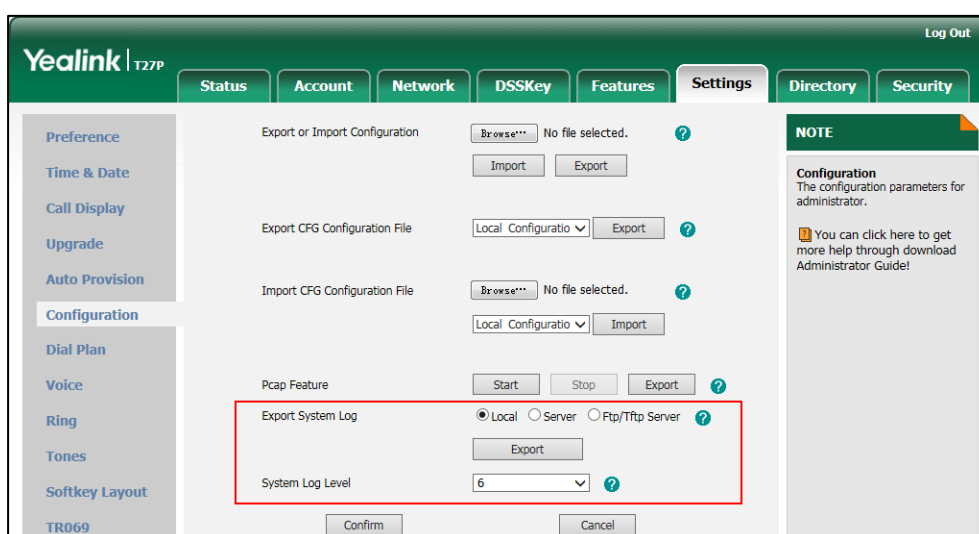 Log Out
Yealink | T27P
Status Account Network DSSKey Features Settings Directory Security
Preference
Time & Date
Call Display
Upgrade
Auto Provision
Configuration
Dial Plan
Voice
Ring
Tones
Softkey Layout
TR069
Export or Import Configuration Browse... No file selected. ?
Import Export
Export CFG Configuration File Local Configuratio Export ?
Import CFG Configuration File Browse... No file selected. ?
Local Configuratio Import
Pcap Feature Start Stop Export ?
Export System Log Local Server Ftp/Tftp Server ?
Export
System Log Level 6 ?
Confirm Cancel
NOTE
Configuration
The configuration parameters for
administrator.
? You can click here to get
more help through download
Administrator Guide!